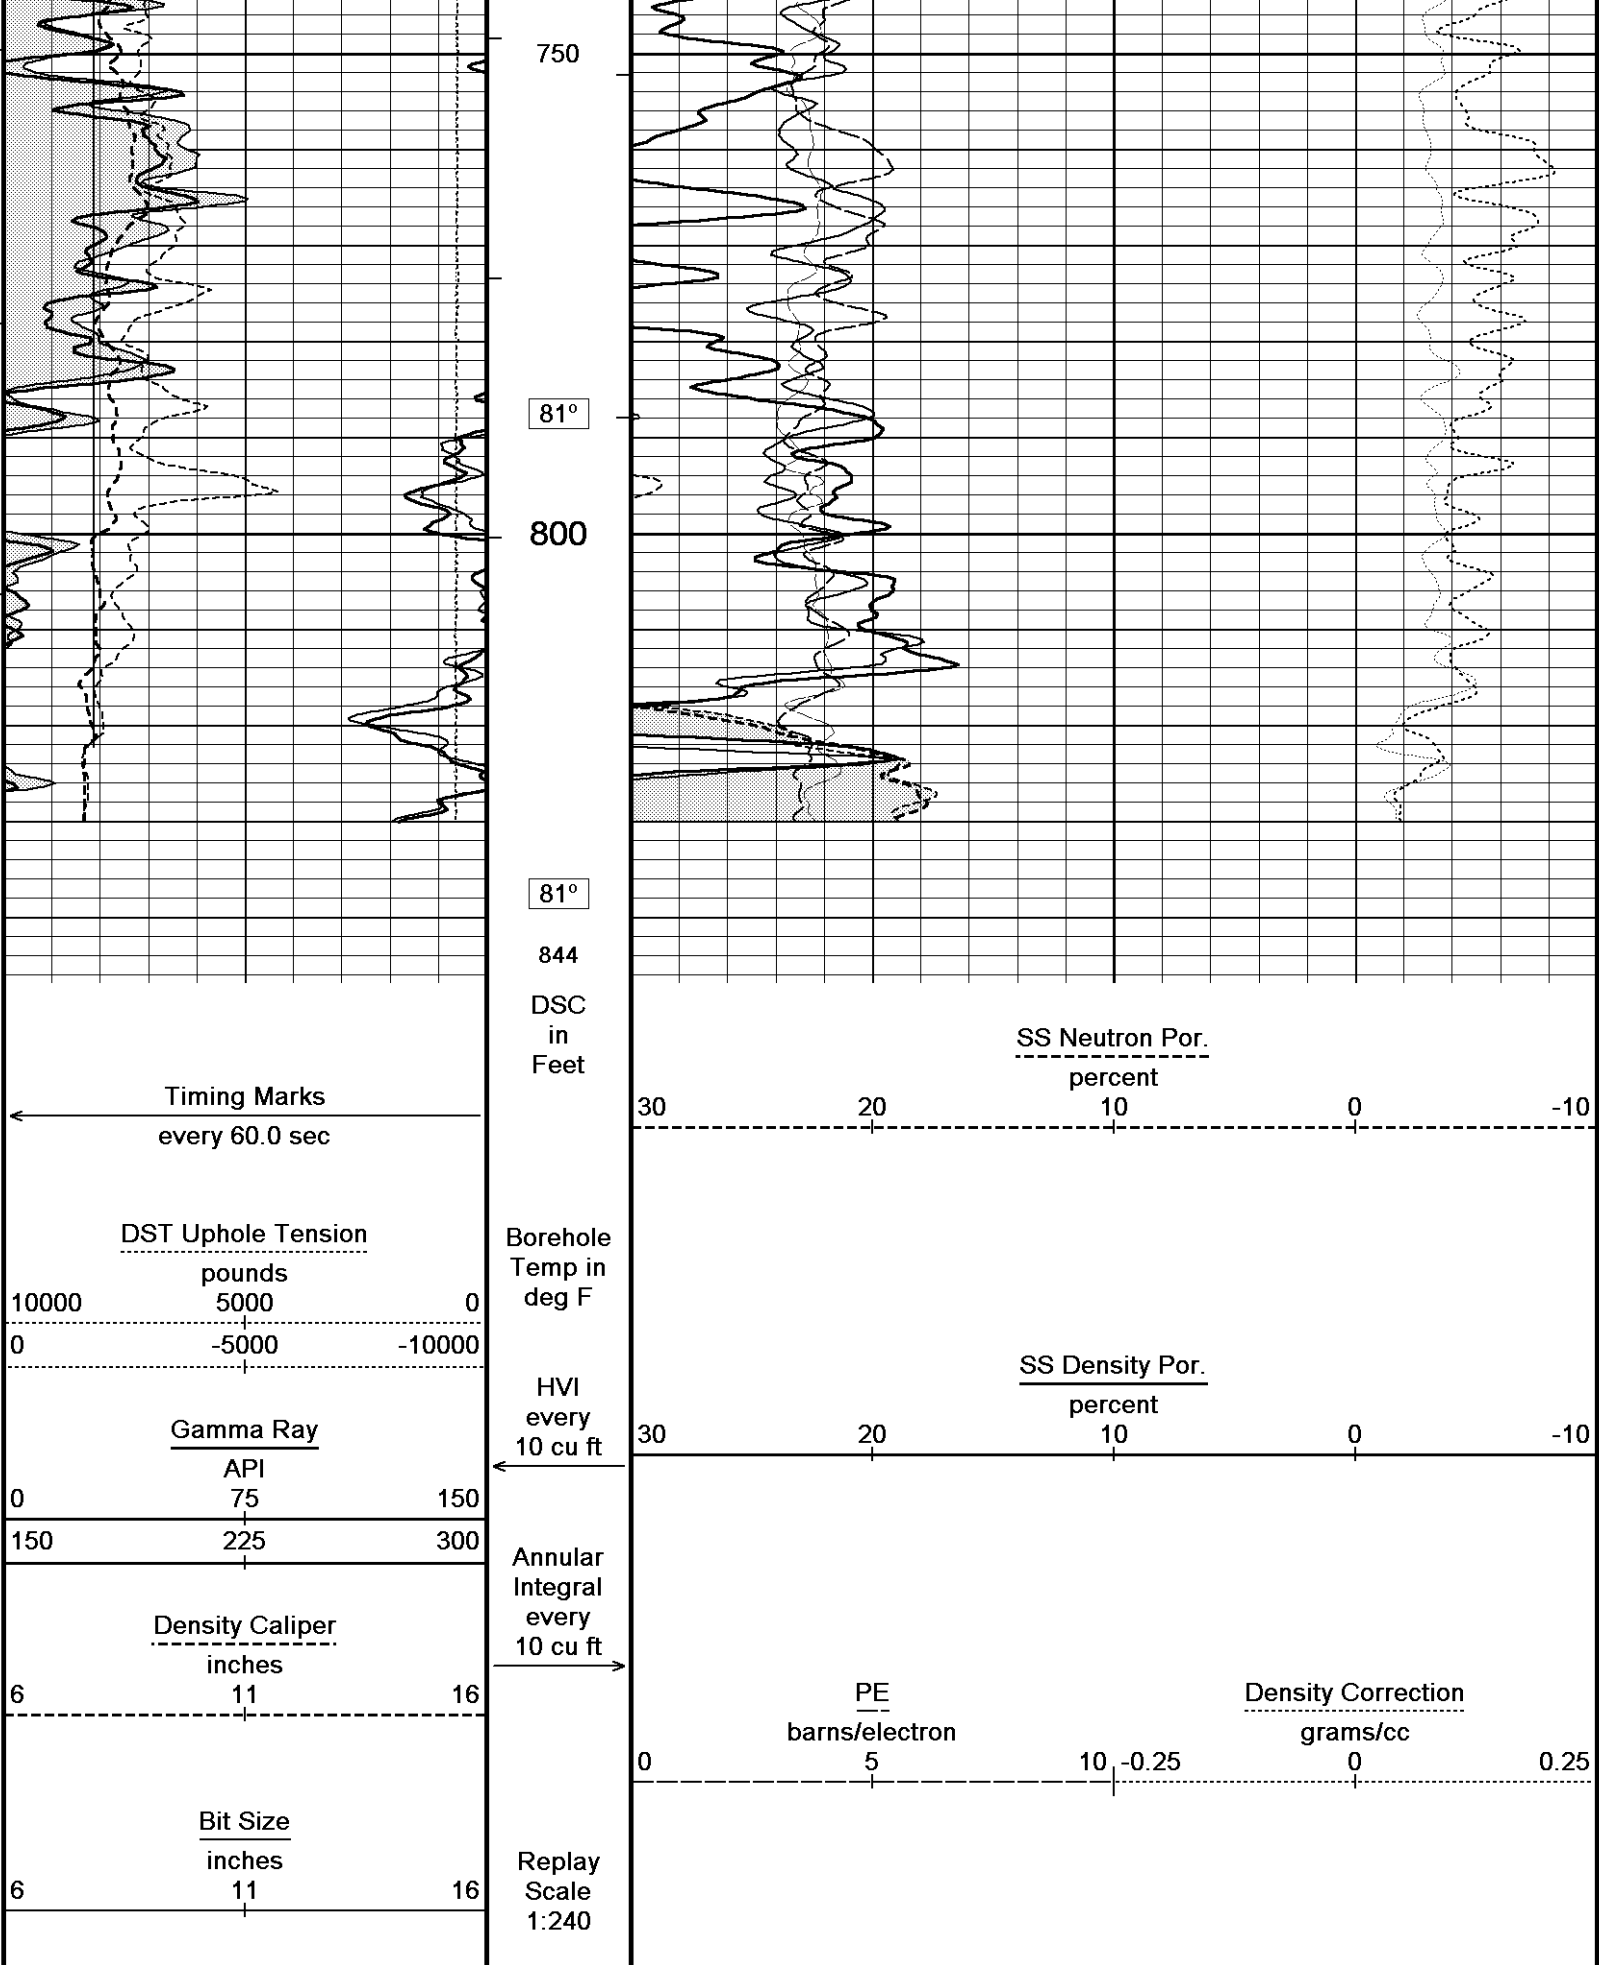 750
81°
800
81°
844
DSC
in
Feet
Timing Marks
every 60.0 sec
DST Uphole Tension
pounds
10000 5000 0
0 -5000 -10000
Gamma Ray
API
0 75 150
150 225 300
Density Caliper
inches
6 11 16
Bit Size
inches
6 11 16
Borehole
Temp in
deg F
HVI
every
10 cu ft
Annular
Integral
every
10 cu ft
Replay
Scale
1:240
SS Neutron Por.
percent
30 20 10 0 -10
SS Density Por.
percent
30 20 10 0 -10
PE
barns/electron
0 5 10
Density Correction
grams/cc
-0.25 0 0.25